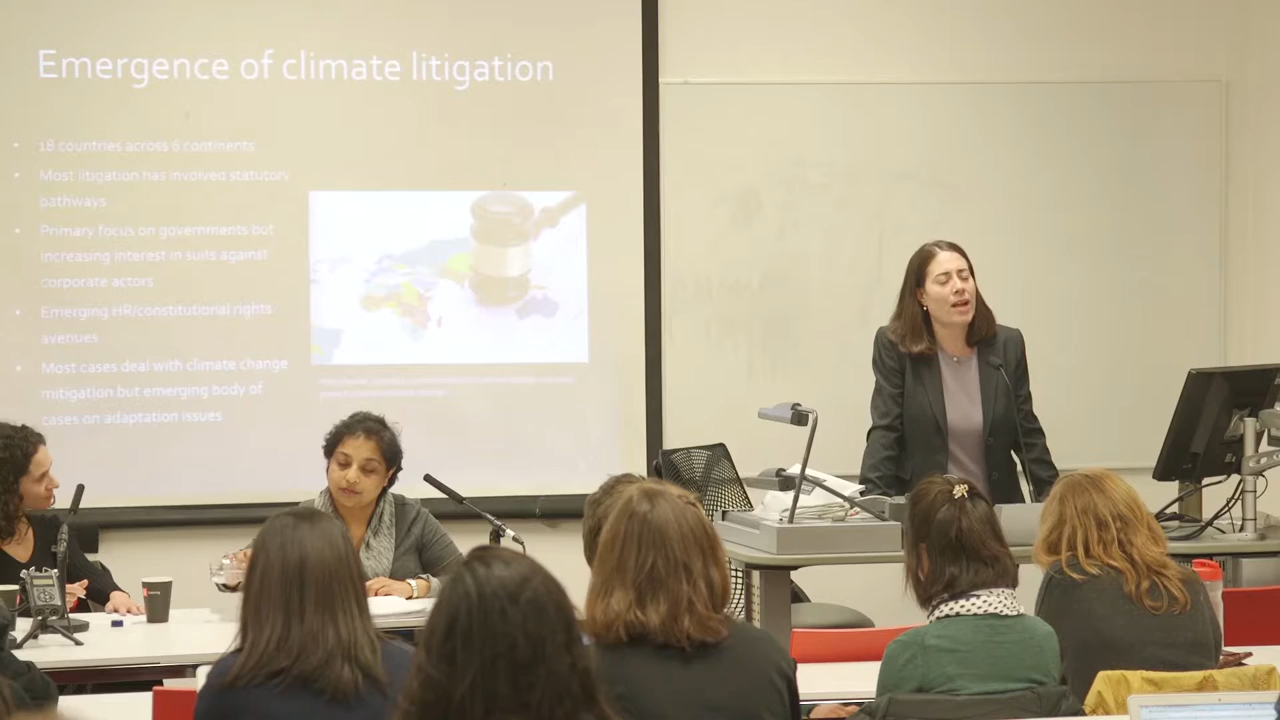 Emergence of climate litigation
• 18 countries across 6 continents
• Most litigation has involved statutory
pathways
• Primary focus on governments but
increasing interest in suits against
corporate actors
• Emerging HR/constitutional rights
avenues
• Most cases deal with climate change
mitigation but emerging body of
cases on adaptation issues